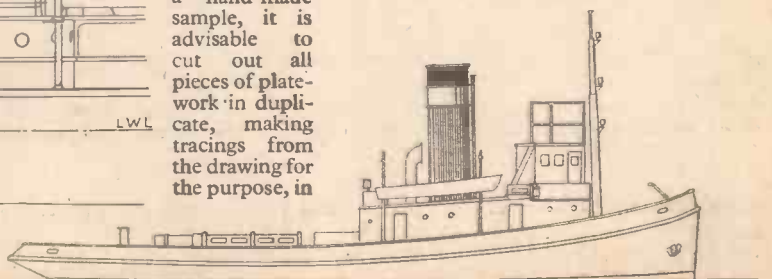 a hand-made
sample, it is
advisable to
cut out all
pieces of plate-
work in dupli-
cate, making
tracings from
the drawing for
the purpose, in
LWL